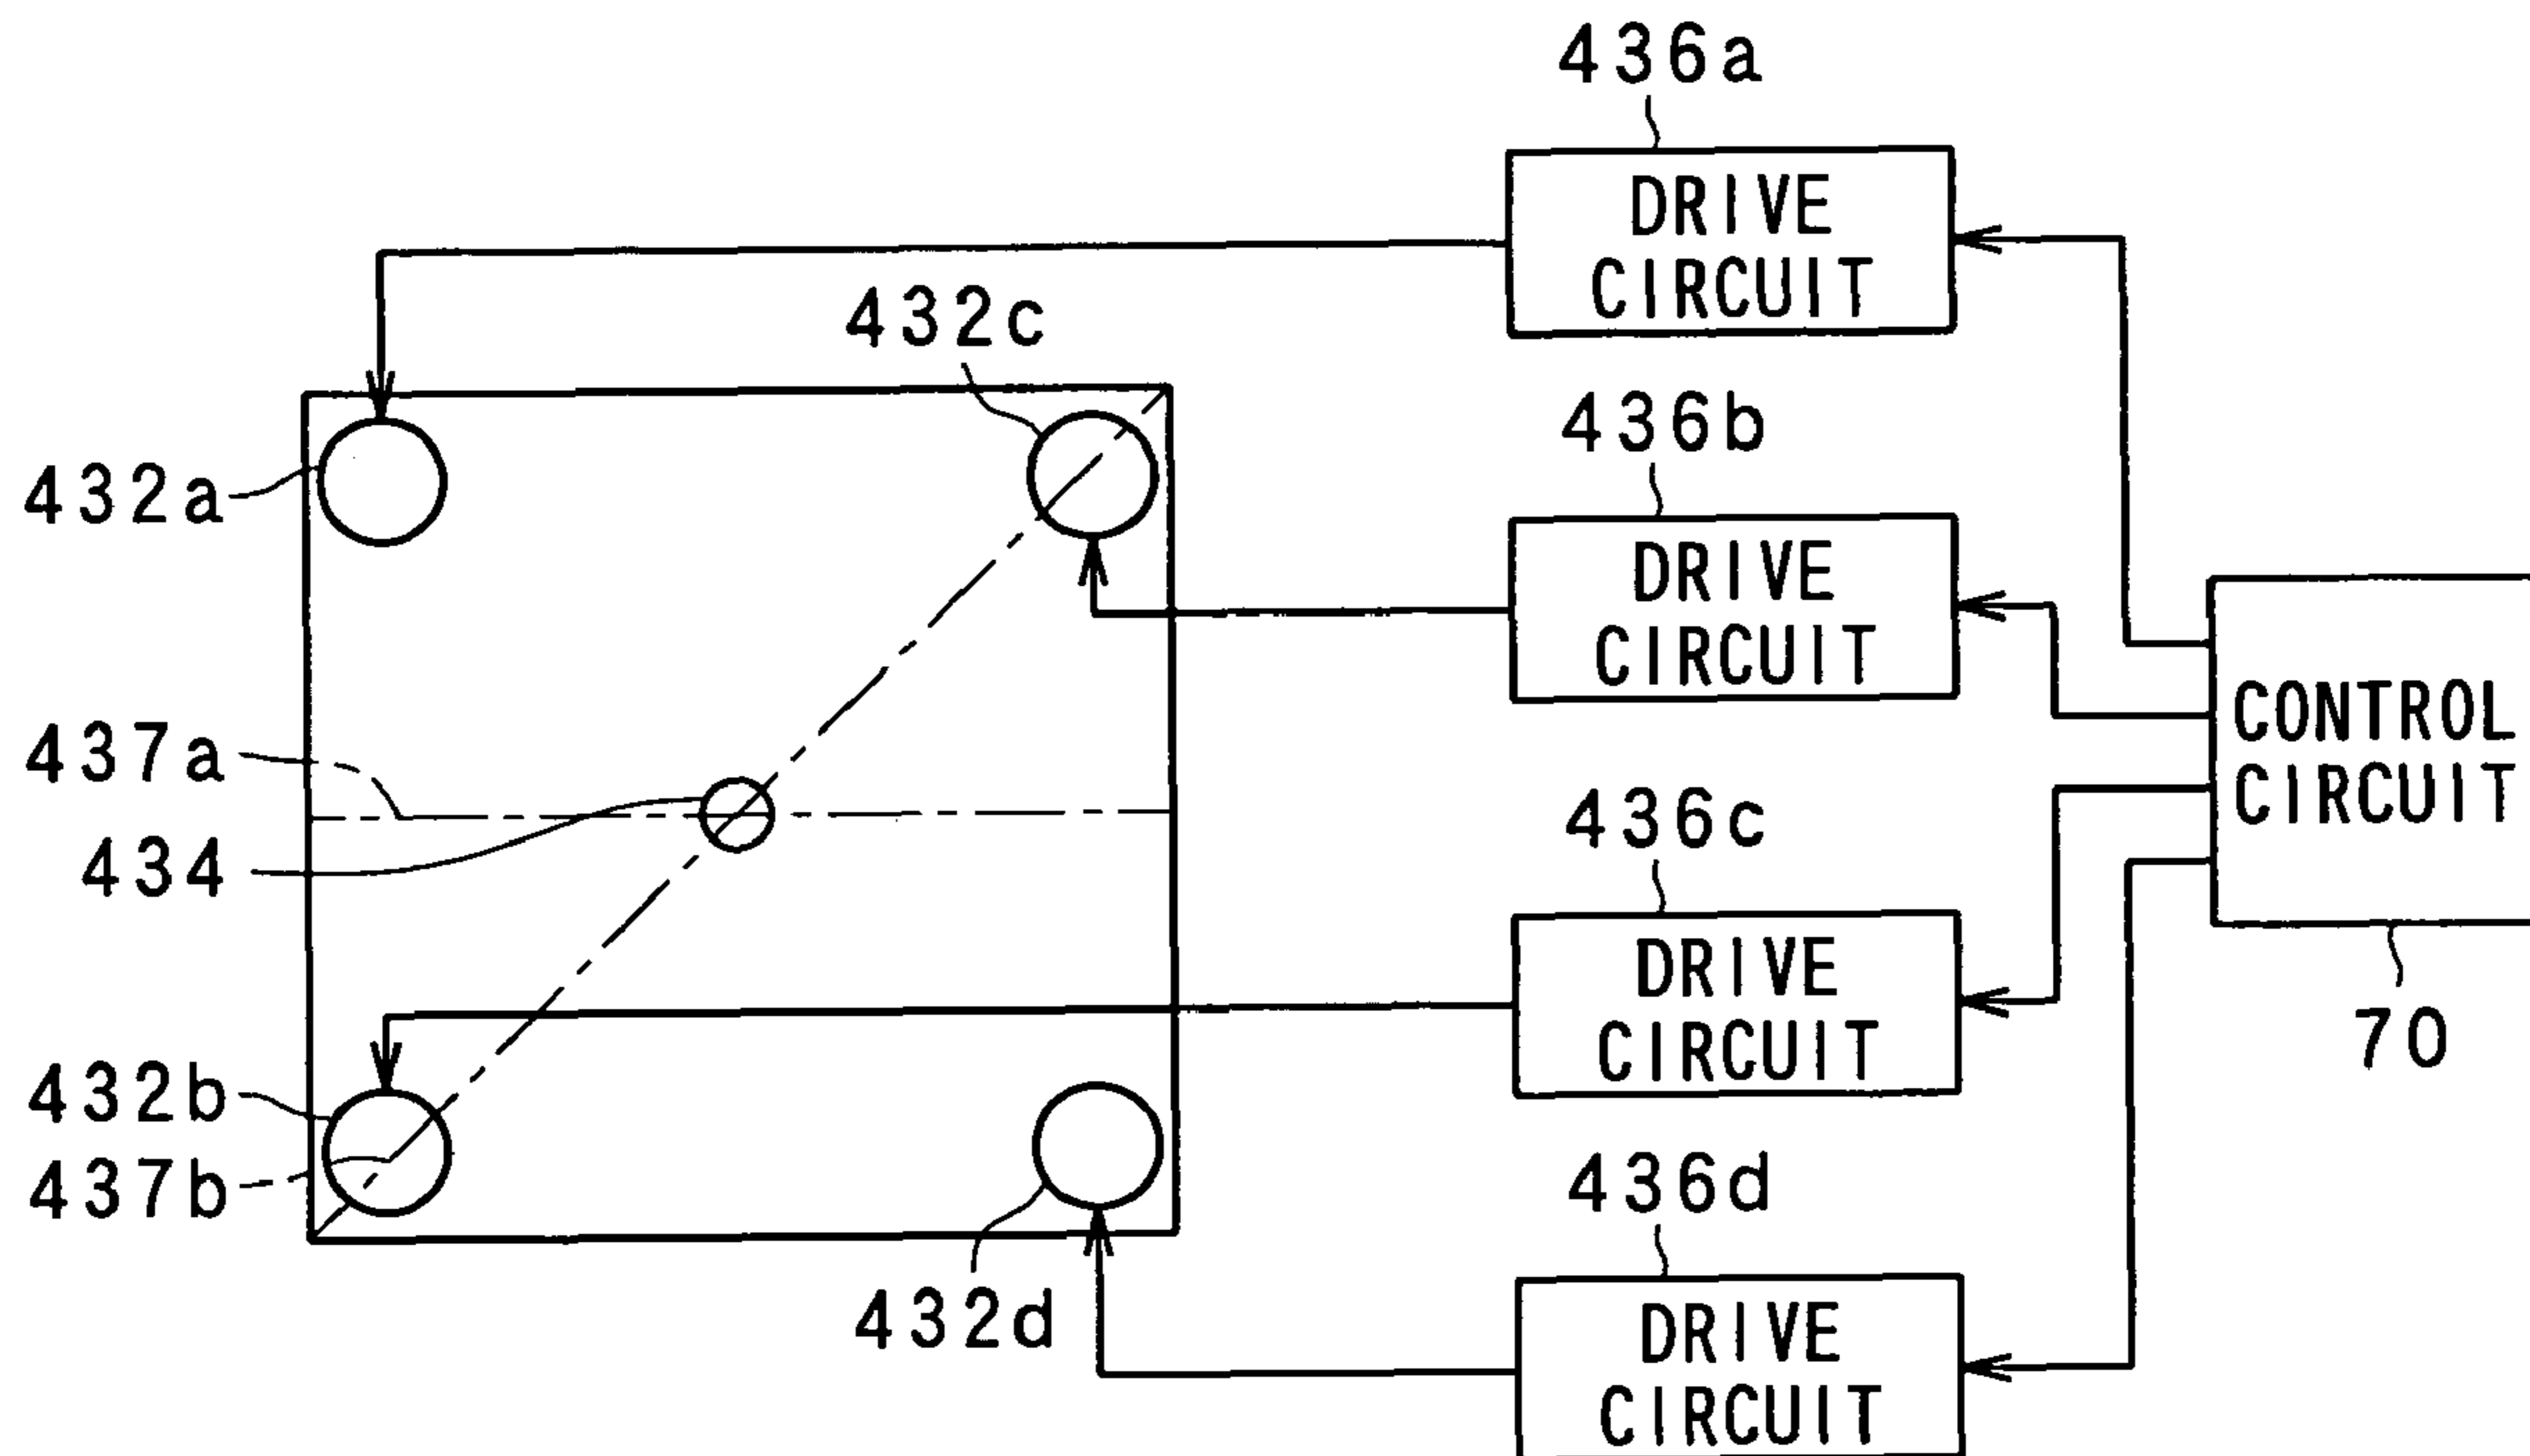 436a
DRIVE
CIRCUIT
432c
432a
436b
DRIVE
CIRCUIT
CONTROL
CIRCUIT
70
437a
434
436c
DRIVE
CIRCUIT
432b
437b
432d
436d
DRIVE
CIRCUIT